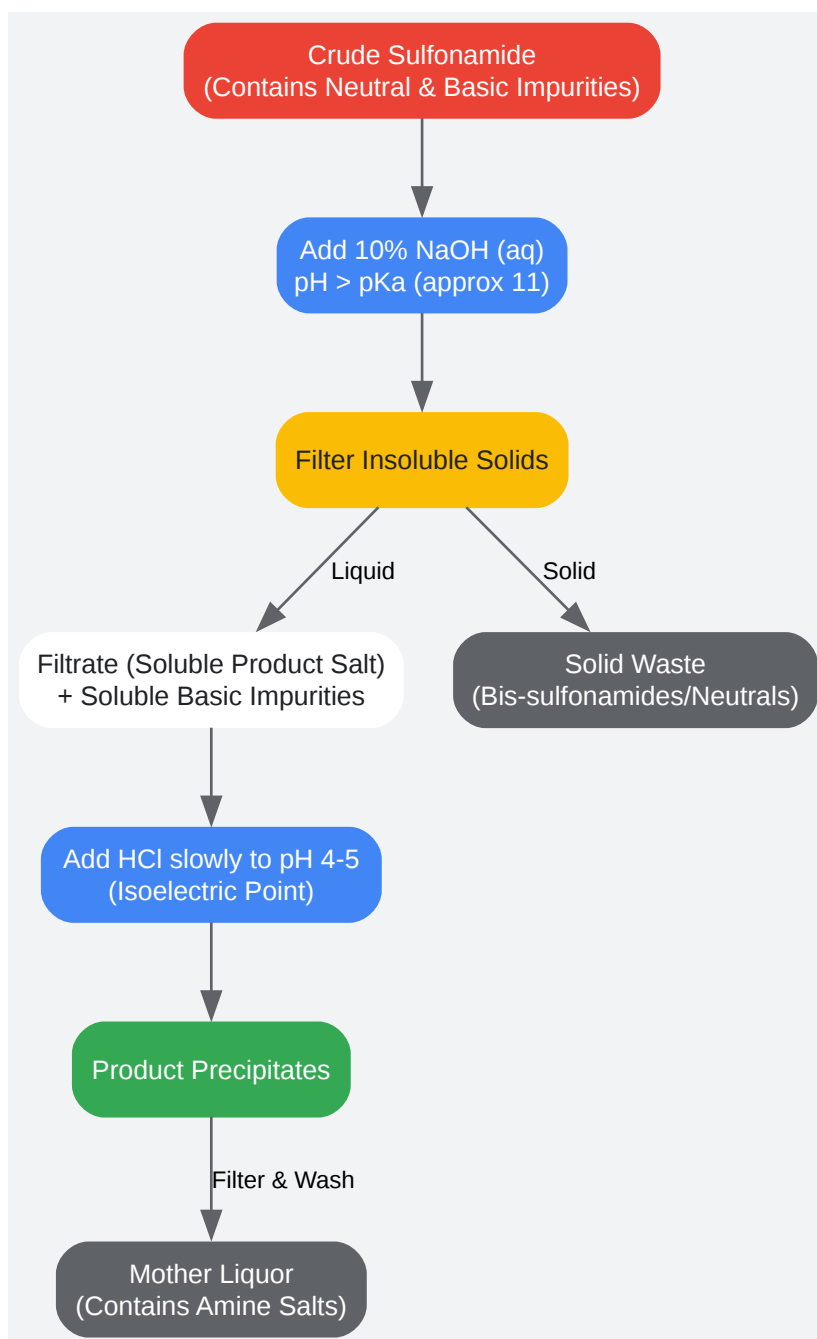 Crude Sulfonamide
(Contains Neutral & Basic Impurities)
Add 10% NaOH (aq)
pH > pKa (approx 11)
Filter Insoluble Solids
Liquid
Solid
Filtrate (Soluble Product Salt)
+ Soluble Basic Impurities
Solid Waste
(Bis-sulfonamides/Neutrals)
Add HCl slowly to pH 4-5
(Isoelectric Point)
Product Precipitates
Filter & Wash
Mother Liquor
(Contains Amine Salts)